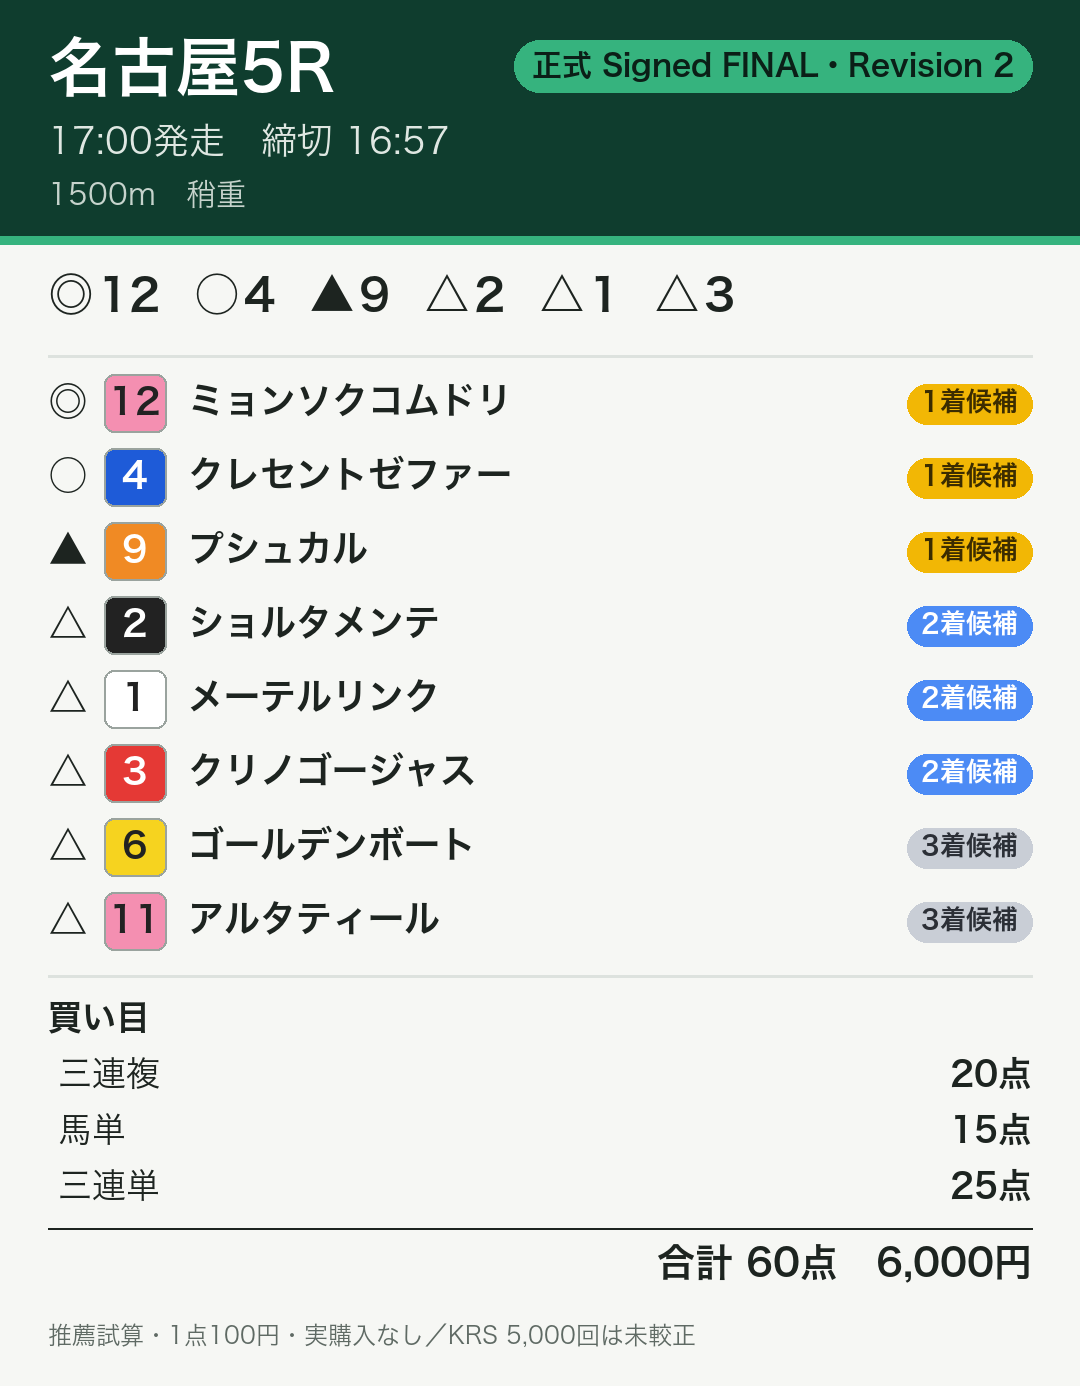 名古屋5R
正式 Signed FINAL・Revision 2
17:00発走　締切 16:57
1500m　稍重
◎12 ○4 ▲9 △2 △1 △3
◎ 12 ミョンソクコムドリ 1着候補
○ 4 クレセントゼファー 1着候補
▲ 9 プシュカル 1着候補
△ 2 ショルタメンテ 2着候補
△ 1 メーテルリンク 2着候補
△ 3 クリノゴージャス 2着候補
△ 6 ゴールデンボート 3着候補
△ 11 アルタティール 3着候補
買い目
三連複 20点
馬単 15点
三連単 25点
合計 60点　6,000円
推薦試算・1点100円・実購入なし／KRS 5,000回は未較正